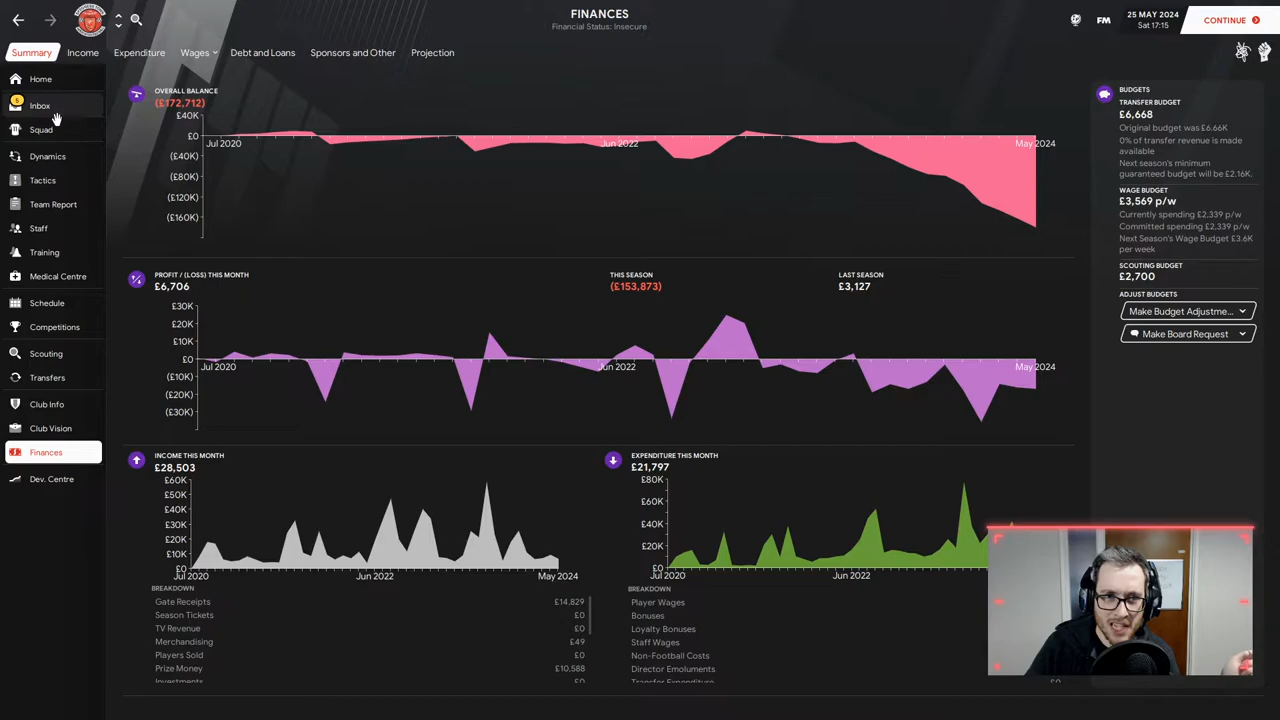 FINANCES
Financial Status: Insecure
FM
25 MAY 2024
Sat 17:15
CONTINUE
Summary
Income
Expenditure
Wages
Debt and Loans
Sponsors and Other
Projection
Home
5
Inbox
Squad
Dynamics
Tactics
Team Report
Staff
Training
Medical Centre
Schedule
Competitions
Scouting
Transfers
Club Info
Club Vision
Finances
Dev. Centre
OVERALL BALANCE
(£172,712)
£40K
£0
(£40K)
(£80K)
(£120K)
(£160K)
Jul 2020
Jun 2022
May 2024
PROFIT / (LOSS) THIS MONTH
£6,706
THIS SEASON
(£153,873)
LAST SEASON
£3,127
£30K
£20K
£10K
£0
(£10K)
(£20K)
(£30K)
Jul 2020
Jun 2022
May 2024
INCOME THIS MONTH
£28,503
£60K
£50K
£40K
£30K
£20K
£10K
£0
Jul 2020
Jun 2022
May 2024
BREAKDOWN
Gate Receipts £14,829
Season Tickets £0
TV Revenue £0
Merchandising £49
Players Sold £0
Prize Money £10,588
Investments £0
EXPENDITURE THIS MONTH
£21,797
£80K
£60K
£40K
£20K
£0
Jul 2020
Jun 2022
BREAKDOWN
Player Wages
Bonuses
Loyalty Bonuses
Staff Wages
Non-Football Costs
Director Emoluments
Transfer Expenditure £0
BUDGETS
TRANSFER BUDGET
£6,668
Original budget was £6.66K
0% of transfer revenue is made
available
Next season's minimum
guaranteed budget will be £2.16K.
WAGE BUDGET
£3,569 p/w
Currently spending £2,339 p/w
Committed spending £2,339 p/w
Next Season's Wage Budget £3.6K
per week
SCOUTING BUDGET
£2,700
ADJUST BUDGETS
Make Budget Adjustme...
Make Board Request